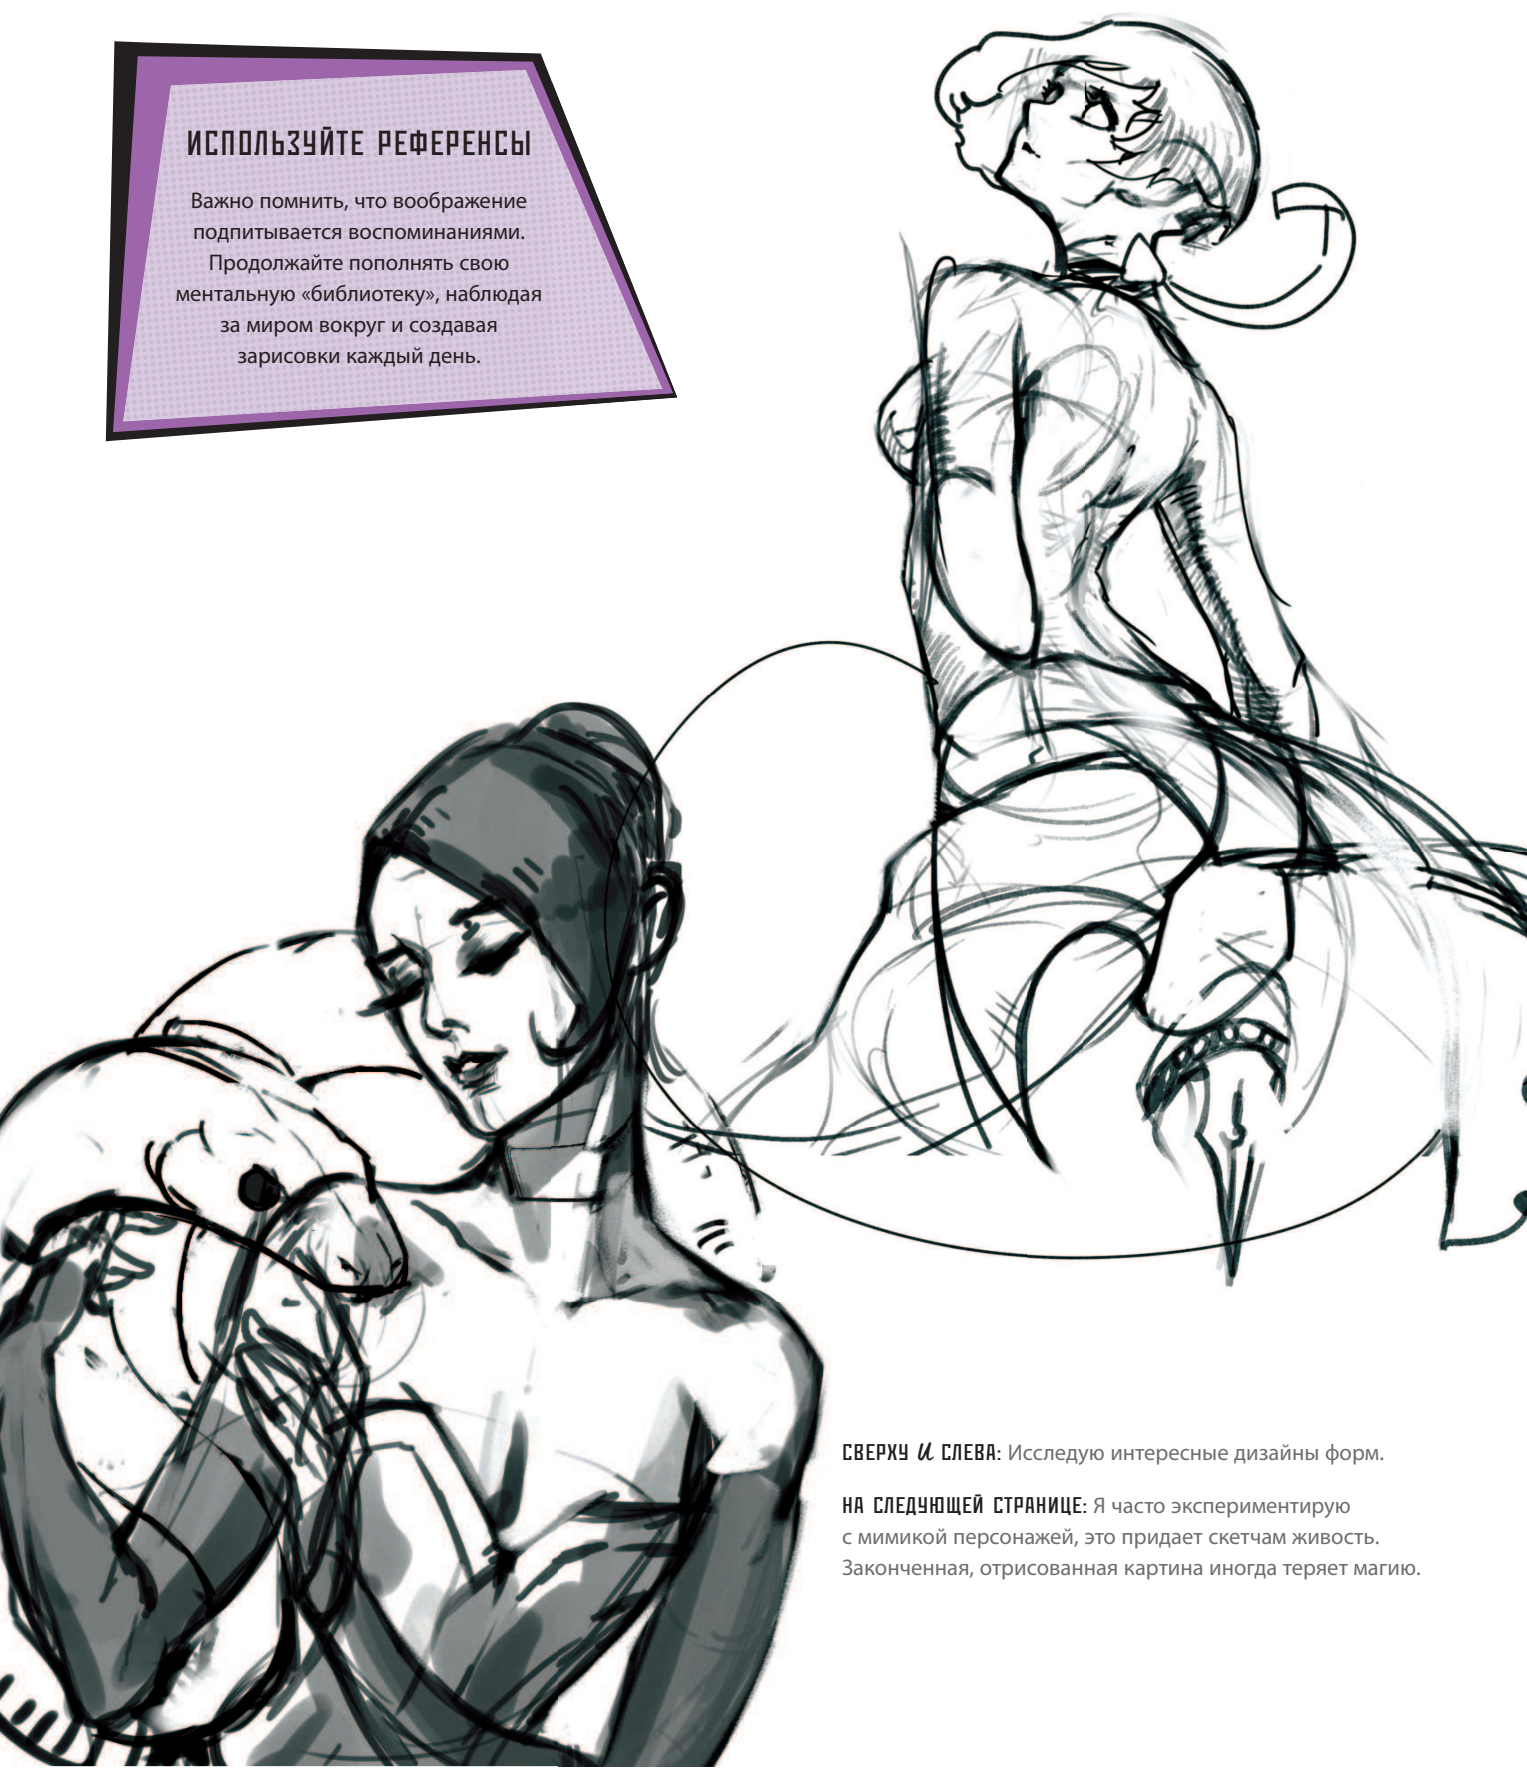 ИСПОЛЬЗУЙТЕ РЕФЕРЕНСЫ
Важно помнить, что воображение
подпитывается воспоминаниями.
Продолжайте пополнять свою
ментальную «библиотеку», наблюдая
за миром вокруг и создавая
зарисовки каждый день.
СВЕРХУ И СЛЕВА: Исследую интересные дизайны форм.
НА СЛЕДУЮЩЕЙ СТРАНИЦЕ: Я часто экспериментирую
с мимикой персонажей, это придает скетчам живость.
Законченная, отрисованная картина иногда теряет магию.